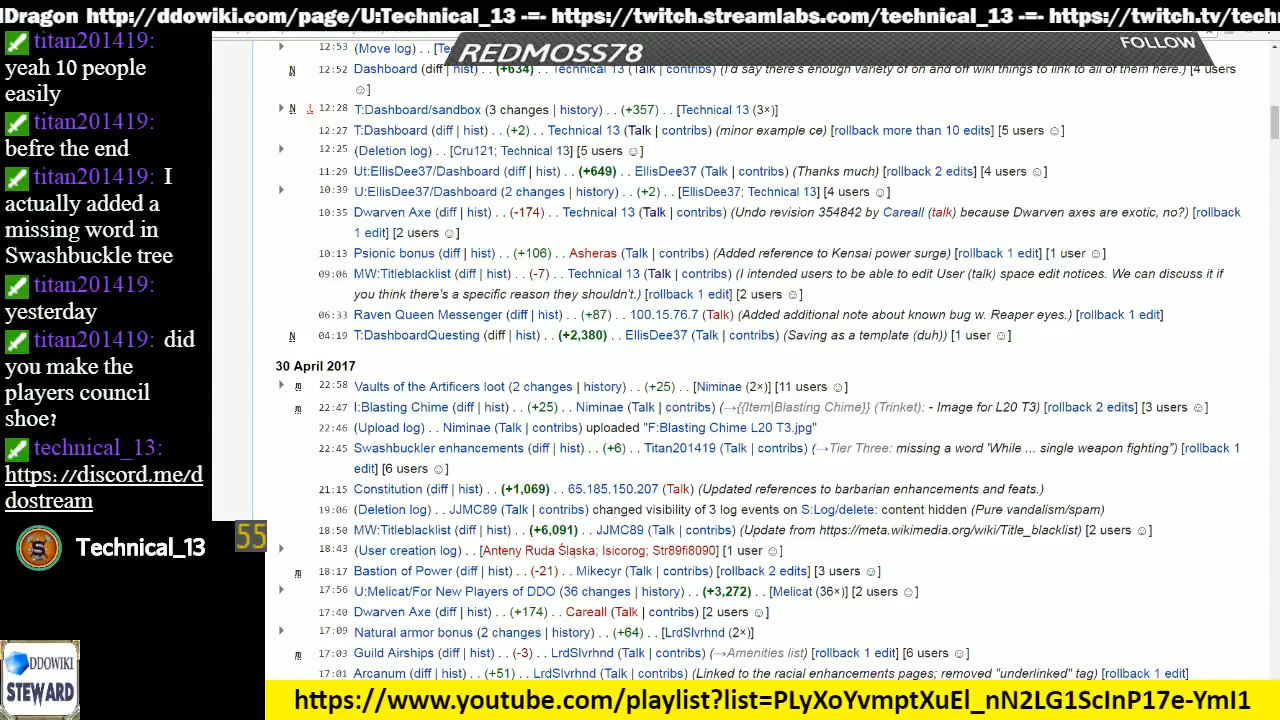 IDragon http://ddowiki.com/page/U:Technical_13 -=- https://twitch.streamlabs.com/technical_13 -=- https://twitch.tv/tech
titan201419:
yeah 10 people
easily
titan201419:
befre the end
titan201419: I
actually added a
missing word in
Swashbuckle tree
titan201419:
yesterday
titan201419: did
you make the
players council
shoe?
technical_13:
https://discord.me/d
dostream
Technical_13
55
DDOWIKI
STEWARD
REDMOSS78
FOLLOW
12:53 (Move log) . . [Te
N 12:52 Dashboard (diff | hist) . . (+634) . . Technical 13 (Talk | contribs) (I'd say there's enough variety of on and off wiki things to link to all of them here.) [4 users
☺]
N ! 12:28 T:Dashboard/sandbox (3 changes | history) . . (+357) . . [Technical 13 (3×)]
12:27 T:Dashboard (diff | hist) . . (+2) . . Technical 13 (Talk | contribs) (minor example ce) [rollback more than 10 edits] [5 users ☺]
12:25 (Deletion log) . . [Cru121; Technical 13] [5 users ☺]
11:29 Ut:EllisDee37/Dashboard (diff | hist) . . (+649) . . EllisDee37 (Talk | contribs) (Thanks much) [rollback 2 edits] [4 users ☺]
10:39 U:EllisDee37/Dashboard (2 changes | history) . . (+2) . . [EllisDee37; Technical 13] [4 users ☺]
10:35 Dwarven Axe (diff | hist) . . (-174) . . Technical 13 (Talk | contribs) (Undo revision 354842 by Careall (talk) because Dwarven axes are exotic, no?) [rollback
1 edit] [2 users ☺]
10:13 Psionic bonus (diff | hist) . . (+106) . . Asheras (Talk | contribs) (Added reference to Kensai power surge) [rollback 1 edit] [1 user ☺]
09:06 MW:Titleblacklist (diff | hist) . . (-7) . . Technical 13 (Talk | contribs) (I intended users to be able to edit User (talk) space edit notices. We can discuss it if
you think there's a specific reason they shouldn't.) [rollback 1 edit] [2 users ☺]
06:33 Raven Queen Messenger (diff | hist) . . (+87) . . 100.15.76.7 (Talk) (Added additional note about known bug w. Reaper eyes.) [rollback 1 edit]
N 04:19 T:DashboardQuesting (diff | hist) . . (+2,380) . . EllisDee37 (Talk | contribs) (Saving as a template (duh)) [1 user ☺]
30 April 2017
m 22:58 Vaults of the Artificers loot (2 changes | history) . . (+25) . . [Niminae (2×)] [11 users ☺]
m 22:47 I:Blasting Chime (diff | hist) . . (+25) . . Niminae (Talk | contribs) (→{{Item|Blasting Chime}} (Trinket): - Image for L20 T3) [rollback 2 edits] [3 users ☺]
22:46 (Upload log) . . Niminae (Talk | contribs) uploaded "F:Blasting Chime L20 T3.jpg"
22:45 Swashbuckler enhancements (diff | hist) . . (+6) . . Titan201419 (Talk | contribs) (→Tier Three: missing a word 'While ... single weapon fighting") [rollback 1
edit] [6 users ☺]
21:15 Constitution (diff | hist) . . (+1,069) . . 65.185.150.207 (Talk) (Updated references to barbarian enhancements and feats.)
19:06 (Deletion log) . . JJMC89 (Talk | contribs) changed visibility of 3 log events on S:Log/delete: content hidden (Pure vandalism/spam)
18:50 MW:Titleblacklist (diff | hist) . . (+6,091) . . JJMC89 (Talk | contribs) (Update from https://meta.wikimedia.org/wiki/Title_blacklist) [2 users ☺]
18:43 (User creation log) . . [Anteny Ruda Śląska; Isicorog; Str89fi8090] [1 user ☺]
m 18:17 Bastion of Power (diff | hist) . . (-21) . . Mikecyr (Talk | contribs) [rollback 2 edits] [3 users ☺]
17:56 U:Melicat/For New Players of DDO (36 changes | history) . . (+3,272) . . [Melicat (36×)] [2 users ☺]
17:40 Dwarven Axe (diff | hist) . . (+174) . . Careall (Talk | contribs) [2 users ☺]
17:09 Natural armor bonus (2 changes | history) . . (+64) . . [LrdSlvrhnd (2×)]
m 17:03 Guild Airships (diff | hist) . . (-3) . . LrdSlvrhnd (Talk | contribs) (→Amenities list) [rollback 1 edit] [6 users ☺]
17:01 Arcanum (diff | hist) . . (+51) . . LrdSlvrhnd (Talk | contribs) (Linked to the racial enhancements pages; removed "underlinked" tag) [rollback 1 edit]
https://www.youtube.com/playlist?list=PLyXoYvmptXuEl_nN2LG1ScInP17e-YmI1